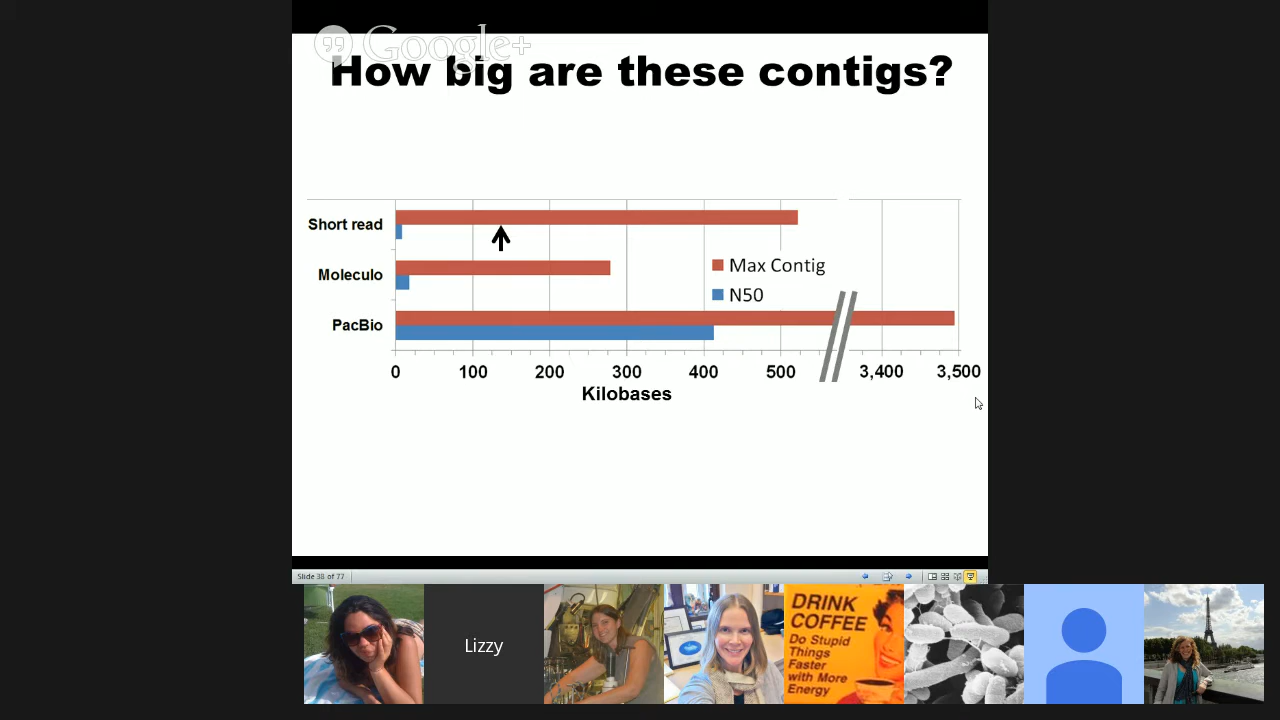 Google+
How big are these contigs?
Short read
Moleculo
PacBio
Max Contig
N50
0 100 200 300 400 500 3,400 3,500
Kilobases
Slide 38 of 77
Lizzy
DRINK
COFFEE
Do Stupid
Things
Faster
with More
Energy